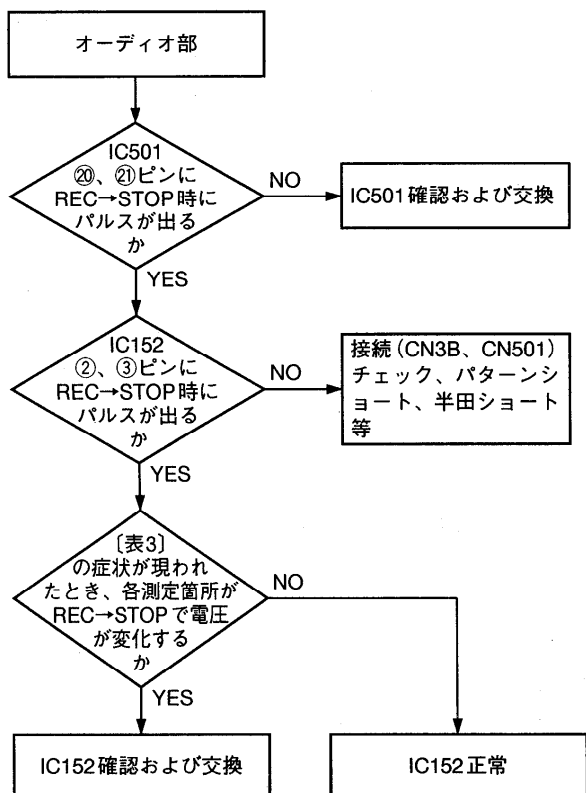 オーディオ部
IC501
⑳、㉑ピンに
REC→STOP時に
パルスが出る
か
NO
IC501確認および交換
YES
IC152
②、③ピンに
REC→STOP時に
パルスが出る
か
NO
接続(CN3B、CN501)
チェック、パターンシ
ョート、半田ショート
等
YES
〔表3〕
の症状が現われ
たとき、各測定箇所が
REC→STOPで電圧
が変化する
か
NO
YES
IC152確認および交換
IC152正常